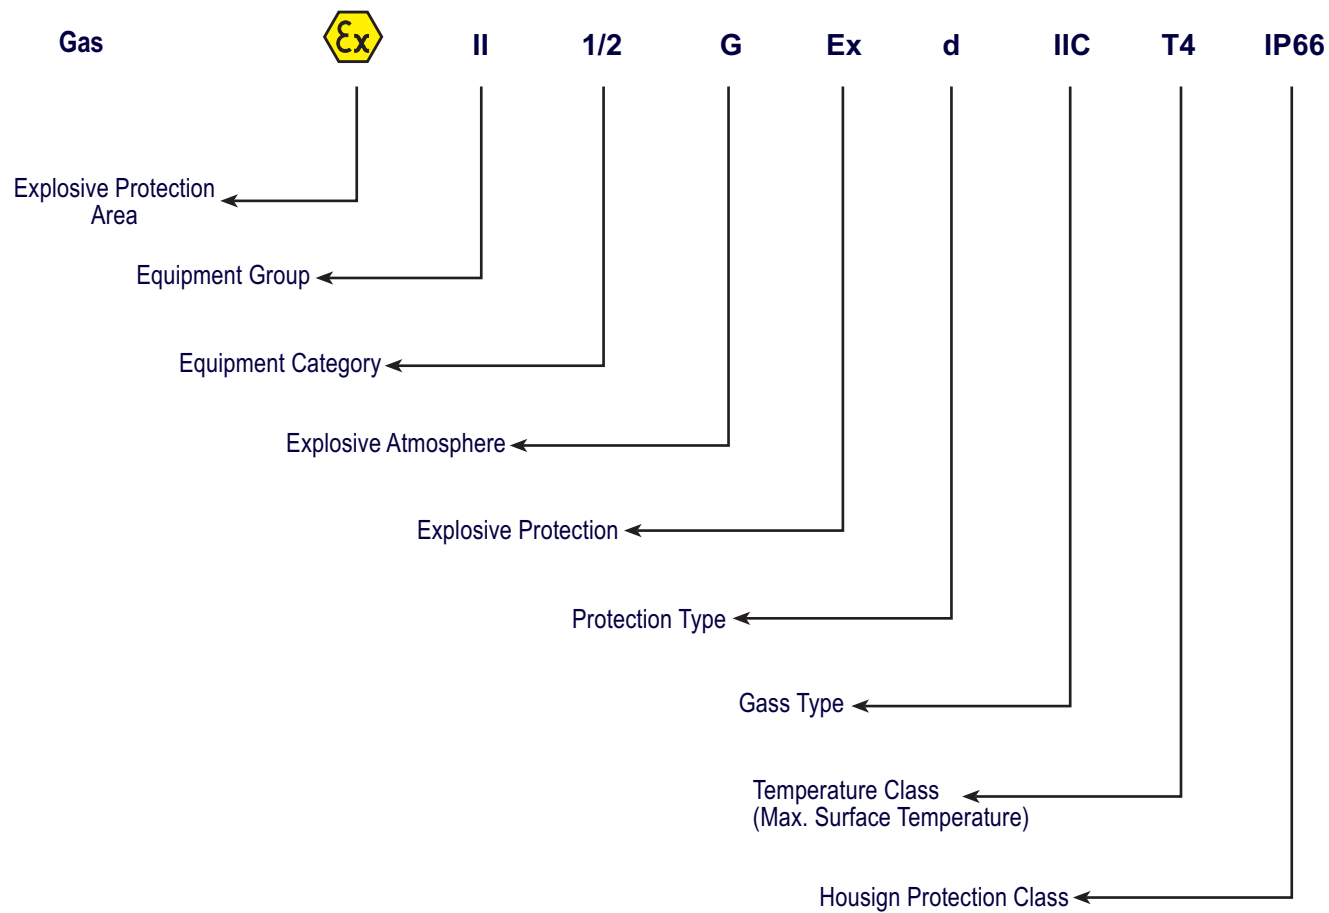 Gas Ex II 1/2 G Ex d IIC T4 IP66
Explosive Protection
Area
Equipment Group
Equipment Category
Explosive Atmosphere
Explosive Protection
Protection Type
Gass Type
Temperature Class
(Max. Surface Temperature)
Housign Protection Class